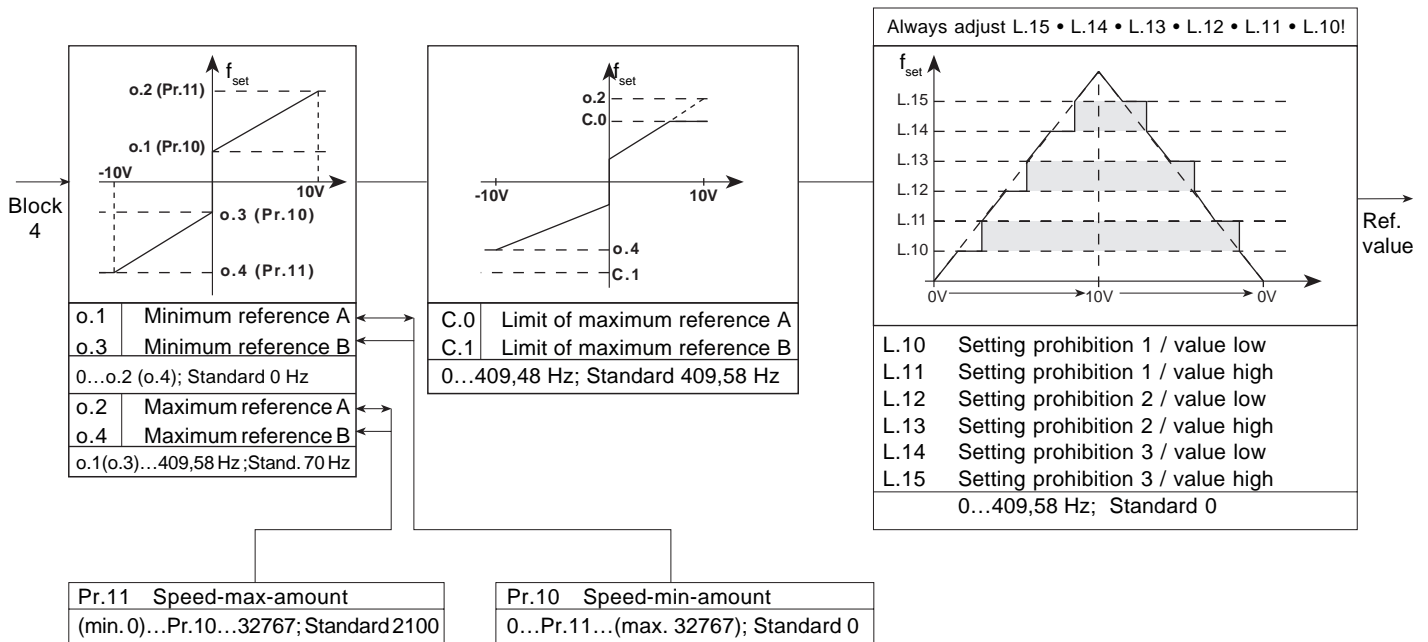 Block
4
f set
o.2 (Pr.11)
o.1 (Pr.10)
-10V
10V
o.3 (Pr.10)
o.4 (Pr.11)
o.1 Minimum reference A
o.3 Minimum reference B
0…o.2 (o.4); Standard 0 Hz
o.2 Maximum reference A
o.4 Maximum reference B
o.1(o.3)…409,58 Hz ;Stand. 70 Hz
f set
o.2
C.0
-10V
10V
o.4
C.1
C.0 Limit of maximum reference A
C.1 Limit of maximum reference B
0…409,48 Hz; Standard 409,58 Hz
Always adjust L.15 • L.14 • L.13 • L.12 • L.11 • L.10!
f set
L.15
L.14
L.13
L.12
L.11
L.10
0V 10V 0V
L.10 Setting prohibition 1 / value low
L.11 Setting prohibition 1 / value high
L.12 Setting prohibition 2 / value low
L.13 Setting prohibition 2 / value high
L.14 Setting prohibition 3 / value low
L.15 Setting prohibition 3 / value high
0…409,58 Hz; Standard 0
Ref.
value
Pr.11 Speed-max-amount
(min. 0)…Pr.10…32767; Standard 2100
Pr.10 Speed-min-amount
0…Pr.11…(max. 32767); Standard 0